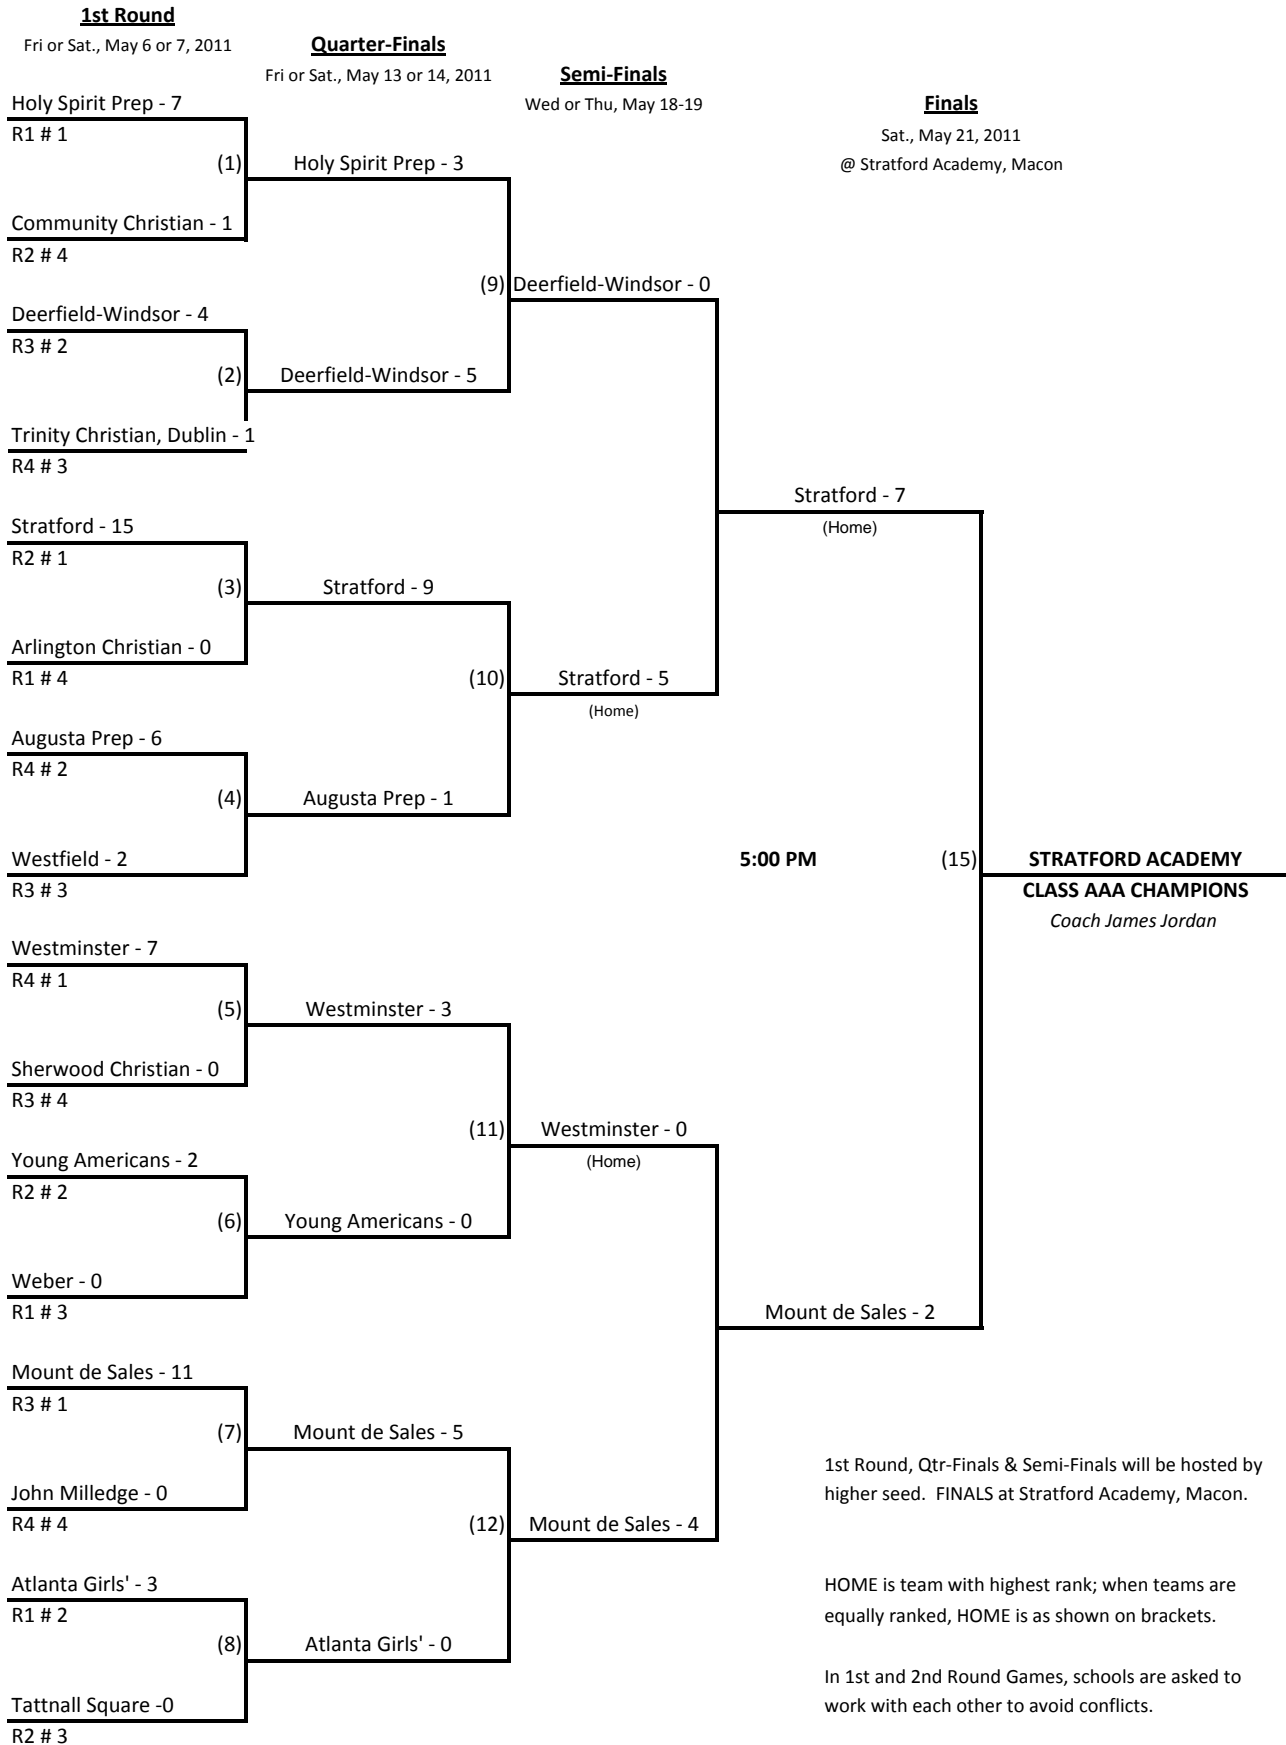 1st Round
Fri or Sat., May 6 or 7, 2011
Quarter-Finals
Fri or Sat., May 13 or 14, 2011
Semi-Finals
Wed or Thu, May 18-19
Finals
Sat., May 21, 2011
@ Stratford Academy, Macon
Holy Spirit Prep - 7
R1 # 1
(1)
Holy Spirit Prep - 3
Community Christian - 1
R2 # 4
(9)
Deerfield-Windsor - 0
Deerfield-Windsor - 4
R3 # 2
(2)
Deerfield-Windsor - 5
Trinity Christian, Dublin - 1
R4 # 3
Stratford - 7
(Home)
Stratford - 15
R2 # 1
(3)
Stratford - 9
Arlington Christian - 0
R1 # 4
(10)
Stratford - 5
(Home)
Augusta Prep - 6
R4 # 2
(4)
Augusta Prep - 1
Westfield - 2
R3 # 3
5:00 PM
(15)
STRATFORD ACADEMY
CLASS AAA CHAMPIONS
Coach James Jordan
Westminster - 7
R4 # 1
(5)
Westminster - 3
Sherwood Christian - 0
R3 # 4
(11)
Westminster - 0
(Home)
Young Americans - 2
R2 # 2
(6)
Young Americans - 0
Weber - 0
R1 # 3
Mount de Sales - 2
Mount de Sales - 11
R3 # 1
(7)
Mount de Sales - 5
John Milledge - 0
R4 # 4
(12)
Mount de Sales - 4
Atlanta Girls' - 3
R1 # 2
(8)
Atlanta Girls' - 0
Tattnall Square -0
R2 # 3
1st Round, Qtr-Finals & Semi-Finals will be hosted by
higher seed.  FINALS at Stratford Academy, Macon.
HOME is team with highest rank; when teams are
equally ranked, HOME is as shown on brackets.
In 1st and 2nd Round Games, schools are asked to
work with each other to avoid conflicts.